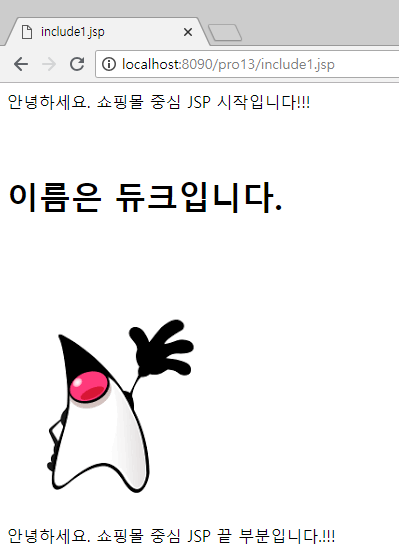 include1.jsp
localhost:8090/pro13/include1.jsp
안녕하세요. 쇼핑몰 중심 JSP 시작입니다!!!
이름은 듀크입니다.
안녕하세요. 쇼핑몰 중심 JSP 끝 부분입니다.!!!